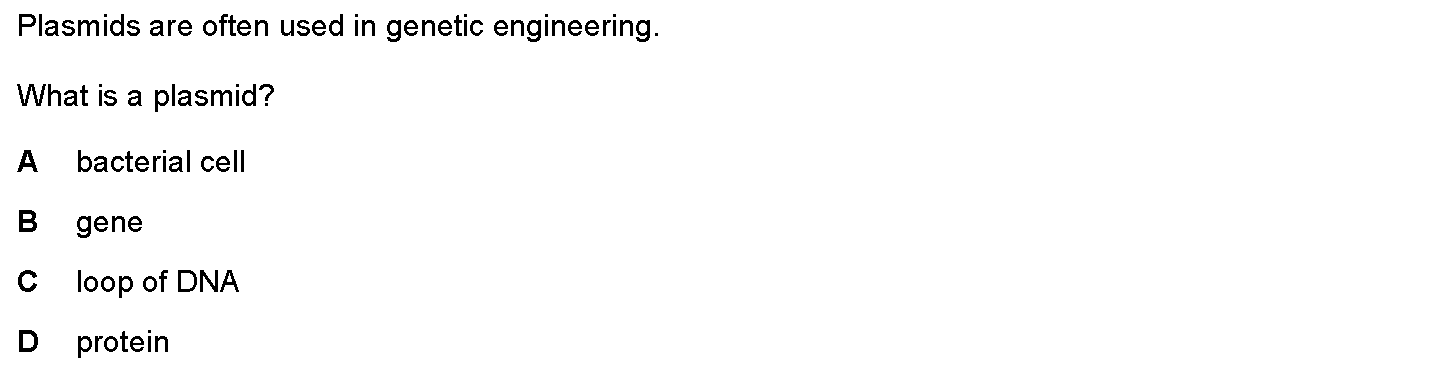 Plasmids are often used in genetic engineering.
What is a plasmid?
A bacterial cell
B gene
C loop of DNA
D protein